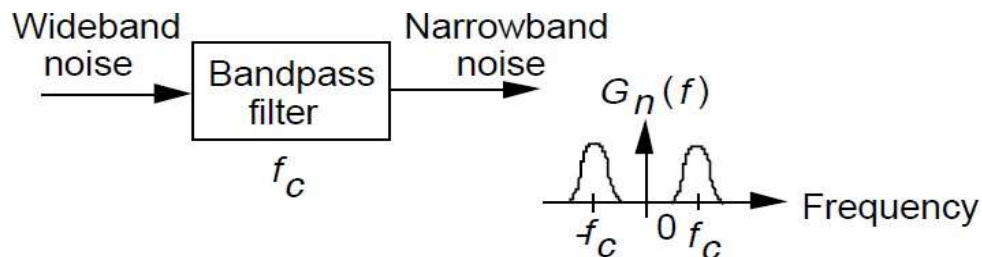 Wideband
noise
Bandpass
filter
f_c
Narrowband
noise
G_n(f)
-f_c
0
f_c
Frequency